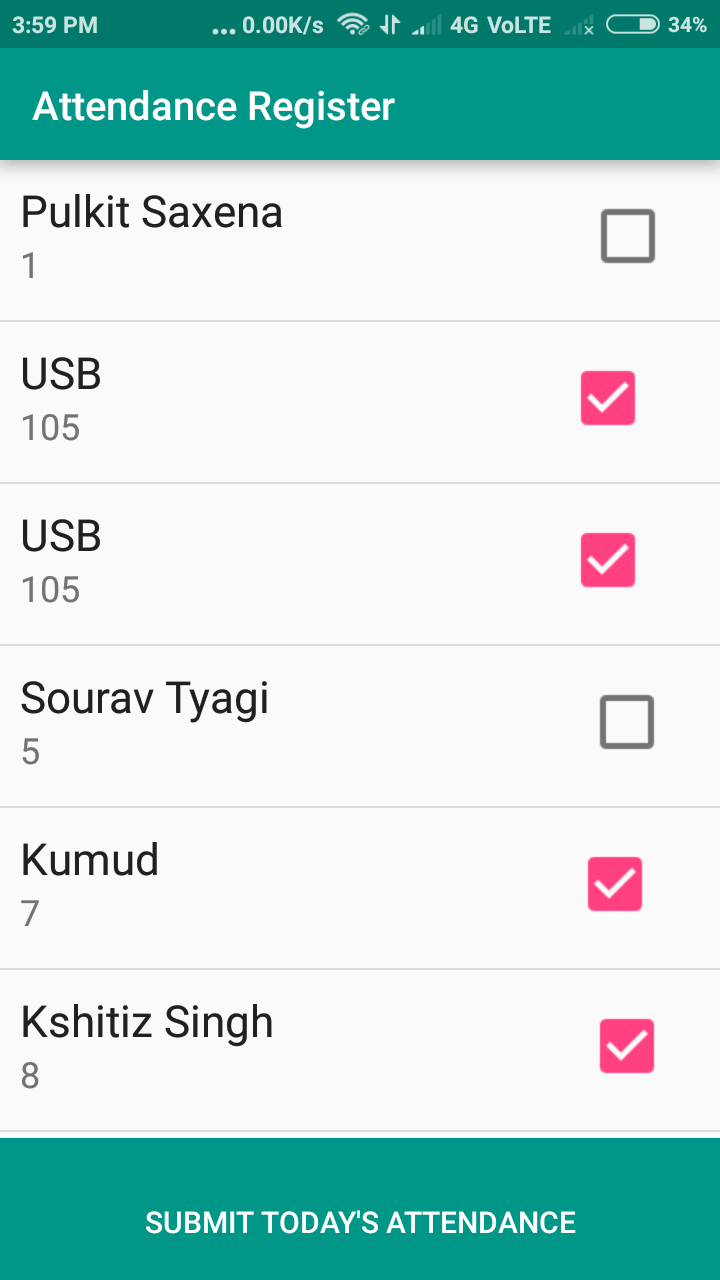 3:59 PM ... 0.00K/s 4G VoLTE 34%
Attendance Register
Pulkit Saxena
1
USB
105
USB
105
Sourav Tyagi
5
Kumud
7
Kshitiz Singh
8
SUBMIT TODAY'S ATTENDANCE